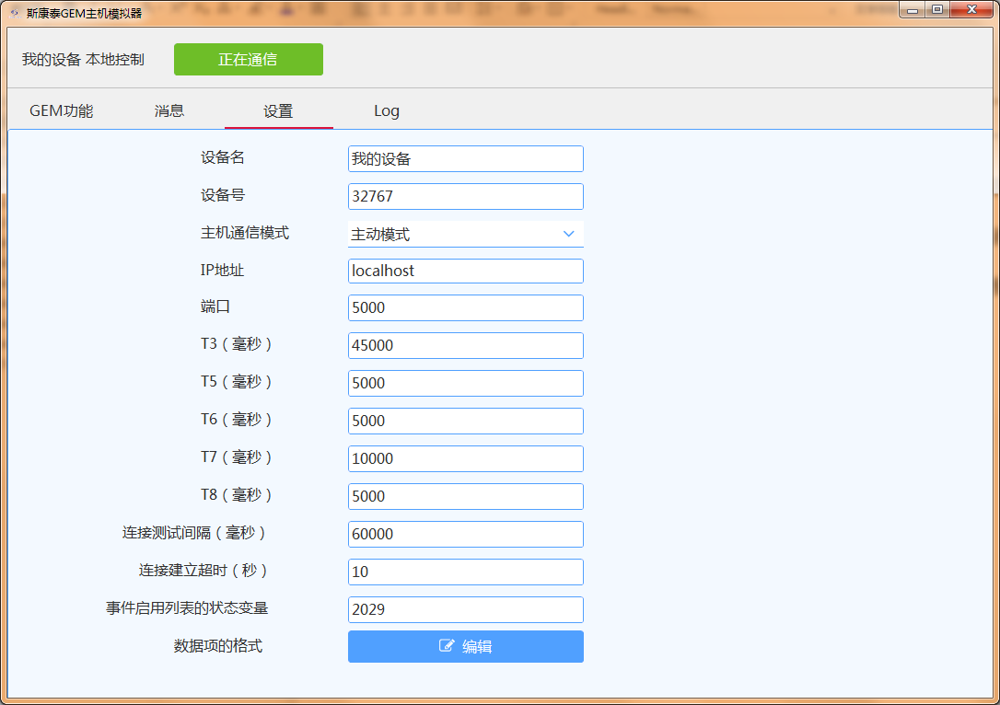 斯康泰GEM主机模拟器
我的设备 本地控制 正在通信
GEM功能 消息 设置 Log
设备名 我的设备
设备号 32767
主机通信模式 主动模式
IP地址 localhost
端口 5000
T3（毫秒） 45000
T5（毫秒） 5000
T6（毫秒） 5000
T7（毫秒） 10000
T8（毫秒） 5000
连接测试间隔（毫秒） 60000
连接建立超时（秒） 10
事件启用列表的状态变量 2029
数据项的格式 编辑